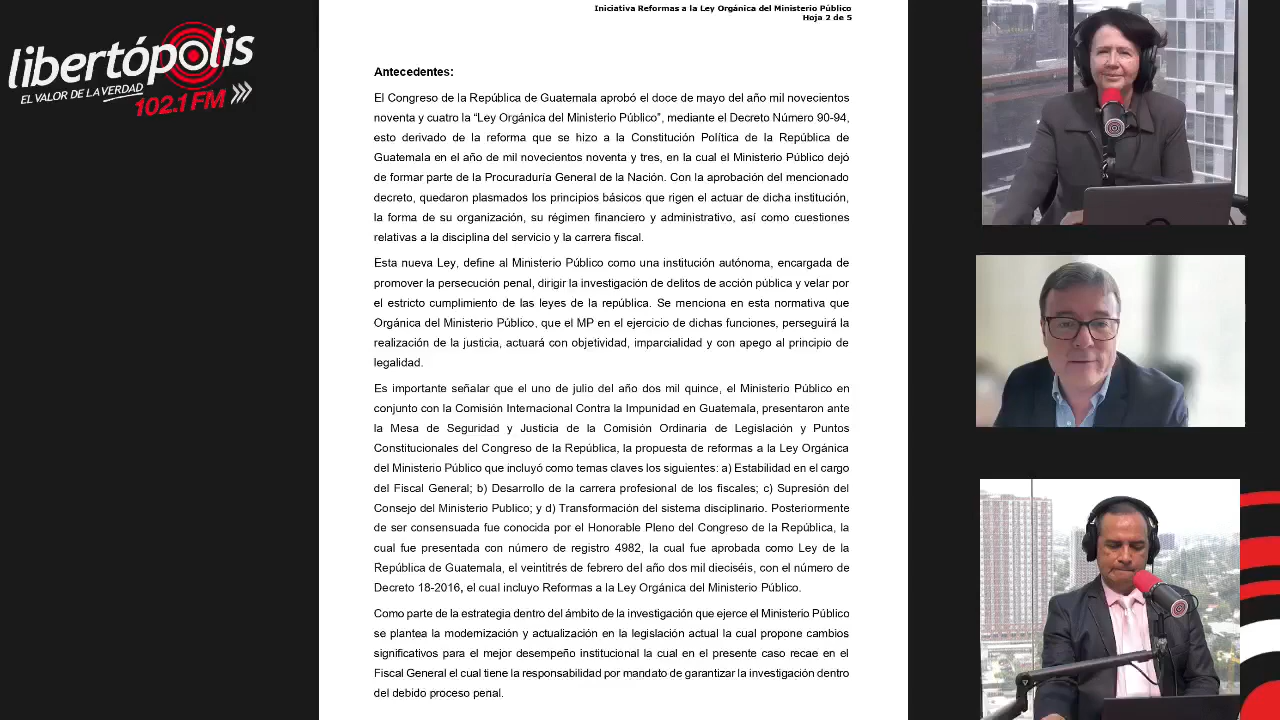 libertópolis
EL VALOR DE LA VERDAD
102.1 FM
Iniciativa Reformas a la Ley Orgánica del Ministerio Público
Hoja 2 de 5
Antecedentes:
El Congreso de la República de Guatemala aprobó el doce de mayo del año mil novecientos
noventa y cuatro la “Ley Orgánica del Ministerio Público”, mediante el Decreto Número 90-94,
esto derivado de la reforma que se hizo a la Constitución Política de la República de
Guatemala en el año de mil novecientos noventa y tres, en la cual el Ministerio Público dejó
de formar parte de la Procuraduría General de la Nación. Con la aprobación del mencionado
decreto, quedaron plasmados los principios básicos que rigen el actuar de dicha institución,
la forma de su organización, su régimen financiero y administrativo, así como cuestiones
relativas a la disciplina del servicio y la carrera fiscal.
Esta nueva Ley, define al Ministerio Público como una institución autónoma, encargada de
promover la persecución penal, dirigir la investigación de delitos de acción pública y velar por
el estricto cumplimiento de las leyes de la república. Se menciona en esta normativa que
Orgánica del Ministerio Público, que el MP en el ejercicio de dichas funciones, perseguirá la
realización de la justicia, actuará con objetividad, imparcialidad y con apego al principio de
legalidad.
Es importante señalar que el uno de julio del año dos mil quince, el Ministerio Público en
conjunto con la Comisión Internacional Contra la Impunidad en Guatemala, presentaron ante
la Mesa de Seguridad y Justicia de la Comisión Ordinaria de Legislación y Puntos
Constitucionales del Congreso de la República, la propuesta de reformas a la Ley Orgánica
del Ministerio Público que incluyó como temas claves los siguientes: a) Estabilidad en el cargo
del Fiscal General; b) Desarrollo de la carrera profesional de los fiscales; c) Supresión del
Consejo del Ministerio Publico; y d) Transformación del sistema disciplinario. Posteriormente
de ser consensuada fue conocida por el Honorable Pleno del Congreso de la República, la
cual fue presentada con número de registro 4982, la cual fue aprobada como Ley de la
República de Guatemala, el veintitrés de febrero del año dos mil dieciséis, con el número de
Decreto 18-2016, el cual incluyo Reformas a la Ley Orgánica del Ministerio Público.
Como parte de la estrategia dentro del ámbito de la investigación que ejerce el Ministerio Público
se plantea la modernización y actualización en la legislación actual la cual propone cambios
significativos para el mejor desempeño institucional la cual en el presente caso recae en el
Fiscal General el cual tiene la responsabilidad por mandato de garantizar la investigación dentro
del debido proceso penal.